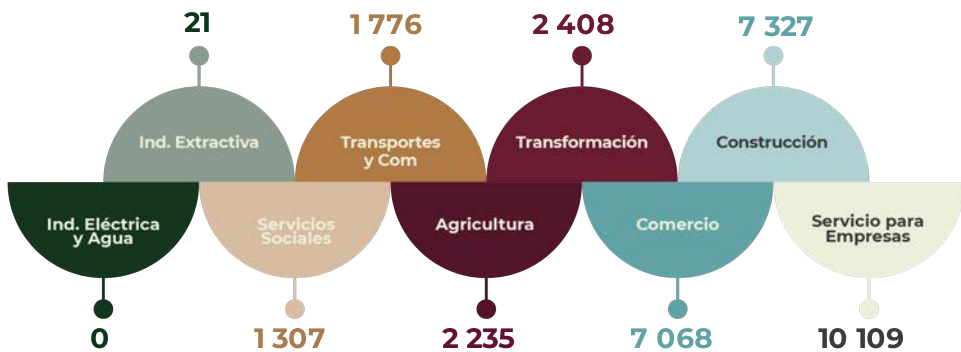 21
1 776
2 408
7 327
Ind. Extractiva
Transportes
y Com
Transformación
Construcción
Ind. Eléctrica
y Agua
Servicios
Sociales
Agricultura
Comercio
Servicio para
Empresas
0
1 307
2 235
7 068
10 109